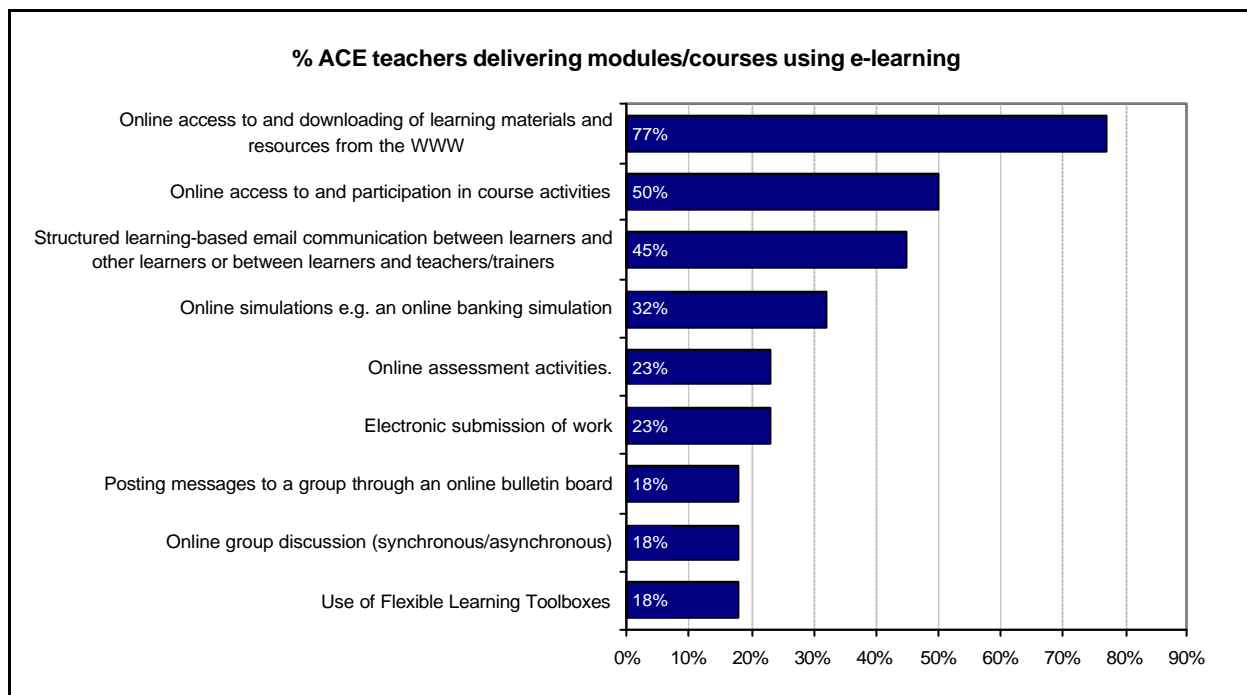 % ACE teachers delivering modules/courses using e-learning
Online access to and downloading of learning materials and
resources from the WWW
77%
Online access to and participation in course activities
50%
Structured learning-based email communication between learners and
other learners or between learners and teachers/trainers
45%
Online simulations e.g. an online banking simulation
32%
Online assessment activities.
23%
Electronic submission of work
23%
Posting messages to a group through an online bulletin board
18%
Online group discussion (synchronous/asynchronous)
18%
Use of Flexible Learning Toolboxes
18%
0% 10% 20% 30% 40% 50% 60% 70% 80% 90%